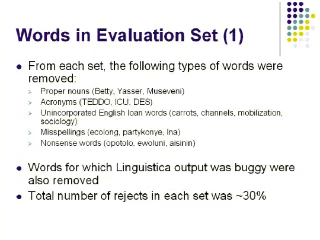 Words in Evaluation Set (1)
From each set, the following types of words were
removed:
Proper nouns (Betty, Yasser, Museveni)
Acronyms (TEDDO, ICU, DES)
Unincorporated English loan words (carrots, channels, mobilization,
sociology)
Misspellings (ecolong, partykonye, lna)
Nonsense words (opotolo, ewoluni, aisinin)
Words for which Linguistica output was buggy were
also removed
Total number of rejects in each set was ~30%